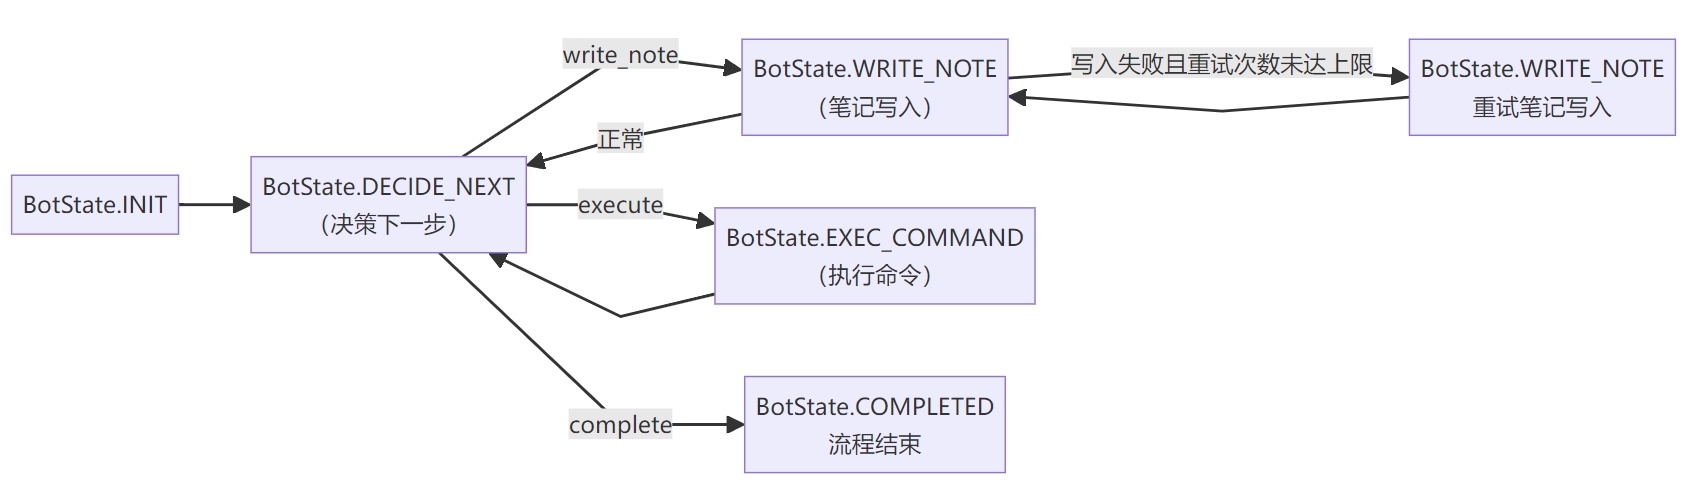 BotState.INIT
BotState.DECIDE_NEXT
（决策下一步）
write_note
正常
execute
complete
BotState.WRITE_NOTE
（笔记写入）
BotState.EXEC_COMMAND
（执行命令）
BotState.COMPLETED
流程结束
写入失败且重试次数未达上限
BotState.WRITE_NOTE
重试笔记写入